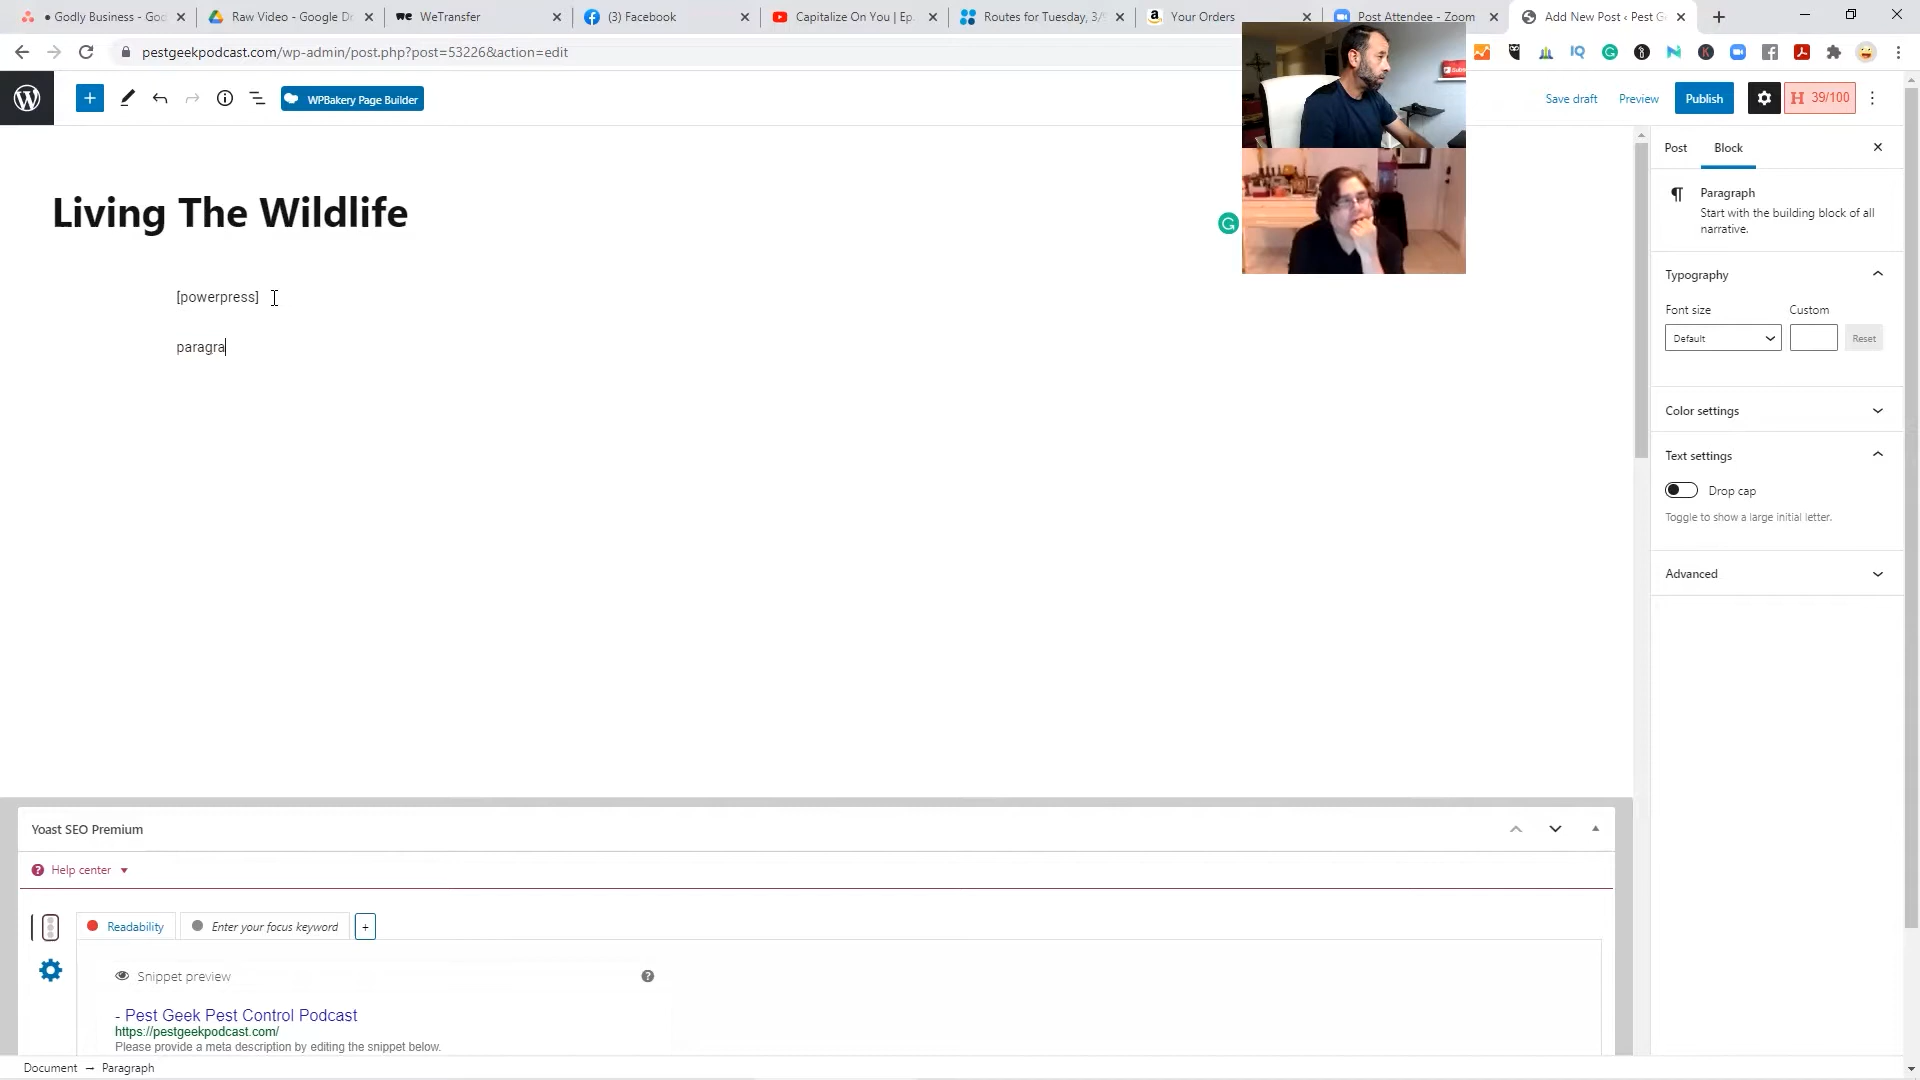 Godly Business - Goo
Raw Video - Google Dr
WeTransfer
(3) Facebook
Capitalize On You | Ep.
Routes for Tuesday, 3/
Your Orders
Post Attendee - Zoom
Add New Post ‹ Pest G
pestgeekpodcast.com/wp-admin/post.php?post=53226&action=edit
WPBakery Page Builder
Save draft
Preview
Publish
39/100
Living The Wildlife
[powerpress]
paragra
Post
Block
Paragraph
Start with the building block of all
narrative.
Typography
Font size
Custom
Default
Reset
Color settings
Text settings
Drop cap
Toggle to show a large initial letter.
Advanced
Yoast SEO Premium
Help center
Readability
Enter your focus keyword
+
Snippet preview
- Pest Geek Pest Control Podcast
https://pestgeekpodcast.com/
Please provide a meta description by editing the snippet below.
Document → Paragraph